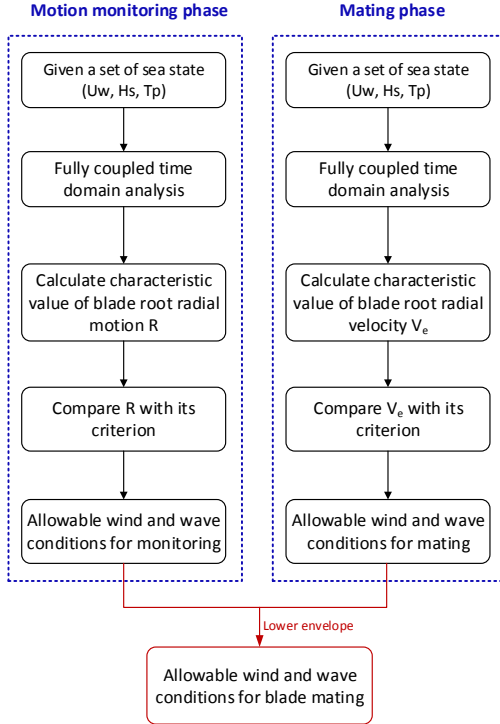 Motion monitoring phase
Given a set of sea state
(Uw, Hs, Tp)
Fully coupled time
domain analysis
Calculate characteristic
value of blade root radial
motion R
Compare R with its
criterion
Allowable wind and wave
conditions for monitoring
Mating phase
Given a set of sea state
(Uw, Hs, Tp)
Fully coupled time
domain analysis
Calculate characteristic
value of blade root radial
velocity Vₑ
Compare Vₑ with its
criterion
Allowable wind and wave
conditions for mating
Lower envelope
Allowable wind and wave
conditions for blade mating